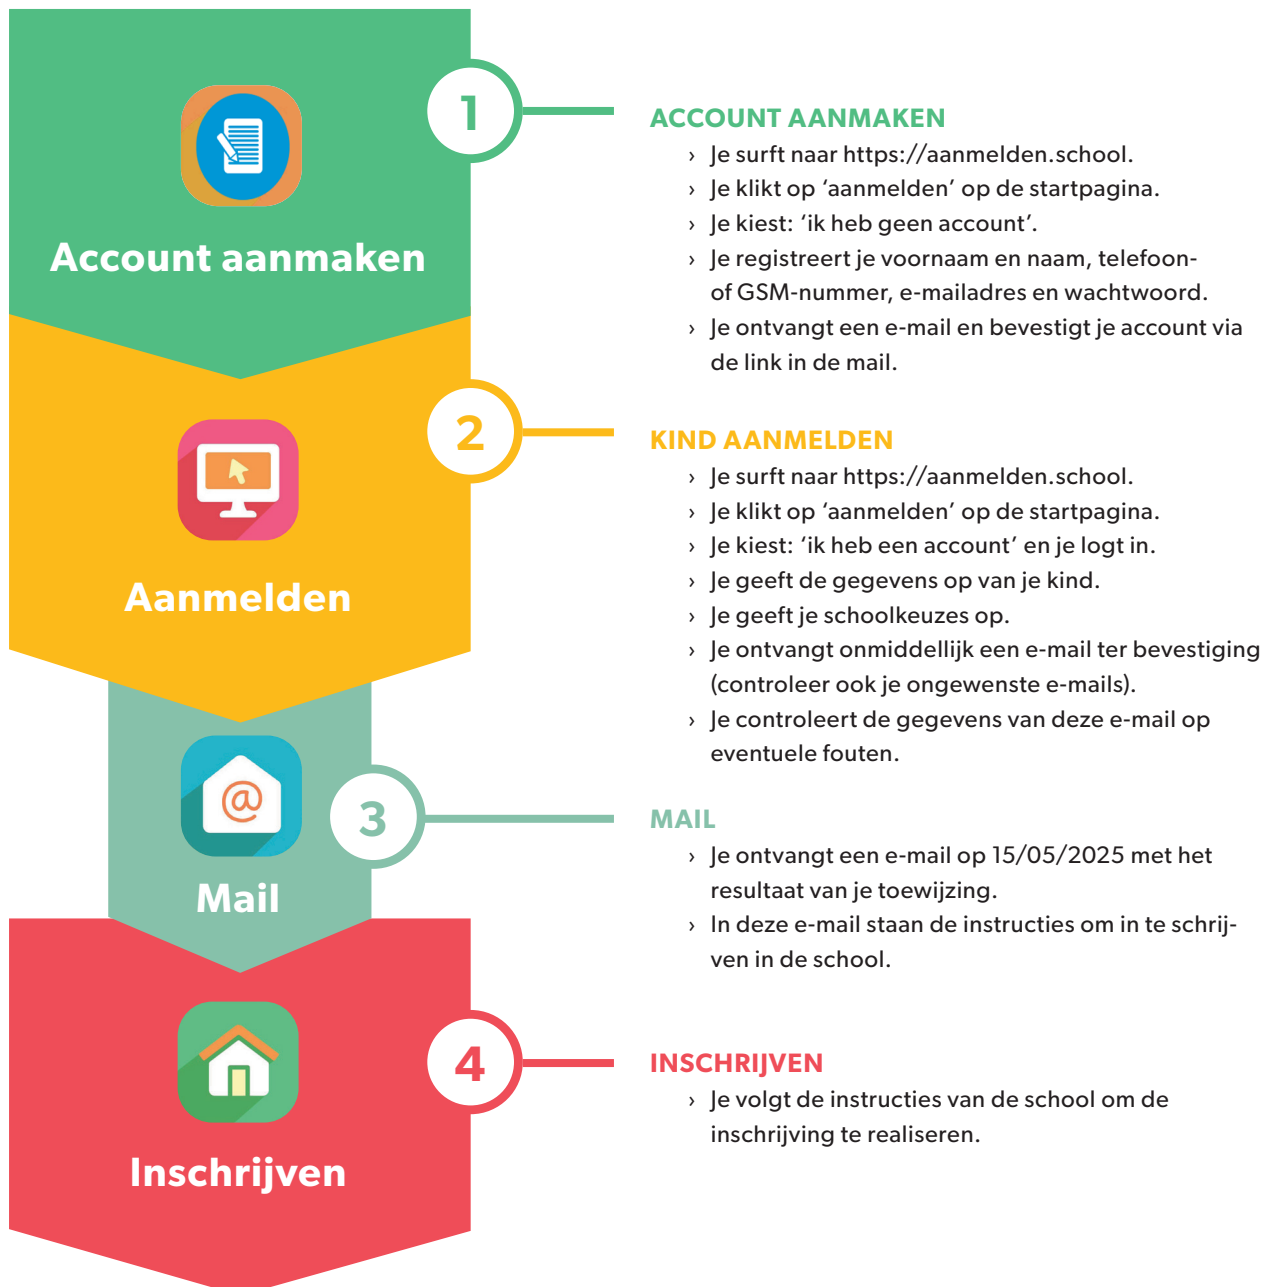 Account aanmaken
1
ACCOUNT AANMAKEN
› Je surft naar https://aanmelden.school.
› Je klikt op ‘aanmelden’ op de startpagina.
› Je kiest: ‘ik heb geen account’.
› Je registreert je voornaam en naam, telefoon-
of GSM-nummer, e-mailadres en wachtwoord.
› Je ontvangt een e-mail en bevestigt je account via
de link in de mail.
Aanmelden
2
KIND AANMELDEN
› Je surft naar https://aanmelden.school.
› Je klikt op ‘aanmelden’ op de startpagina.
› Je kiest: ‘ik heb een account’ en je logt in.
› Je geeft de gegevens op van je kind.
› Je geeft je schoolkeuzes op.
› Je ontvangt onmiddellijk een e-mail ter bevestiging
(controleer ook je ongewenste e-mails).
› Je controleert de gegevens van deze e-mail op
eventuele fouten.
@
Mail
3
MAIL
› Je ontvangt een e-mail op 15/05/2025 met het
resultaat van je toewijzing.
› In deze e-mail staan de instructies om in te schrij-
ven in de school.
Inschrijven
4
INSCHRIJVEN
› Je volgt de instructies van de school om de
inschrijving te realiseren.